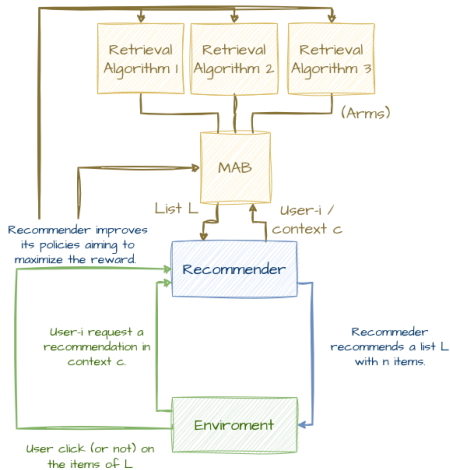 Retrieval
Algorithm 1
Retrieval
Algorithm 2
Retrieval
Algorithm 3
(Arms)
MAB
List L
User-i /
context c
Recommender improves
its policies aiming to
maximize the reward.
Recommender
User-i request a
recommendation in
context c.
Recommeder
recommends a list L
with n items.
Enviroment
User click (or not) on
the items of L